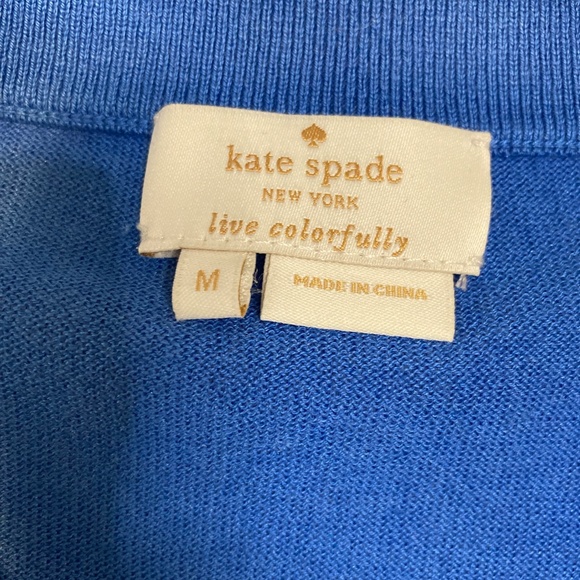 kate spade
NEW YORK
live colorfully
M
MADE IN CHINA